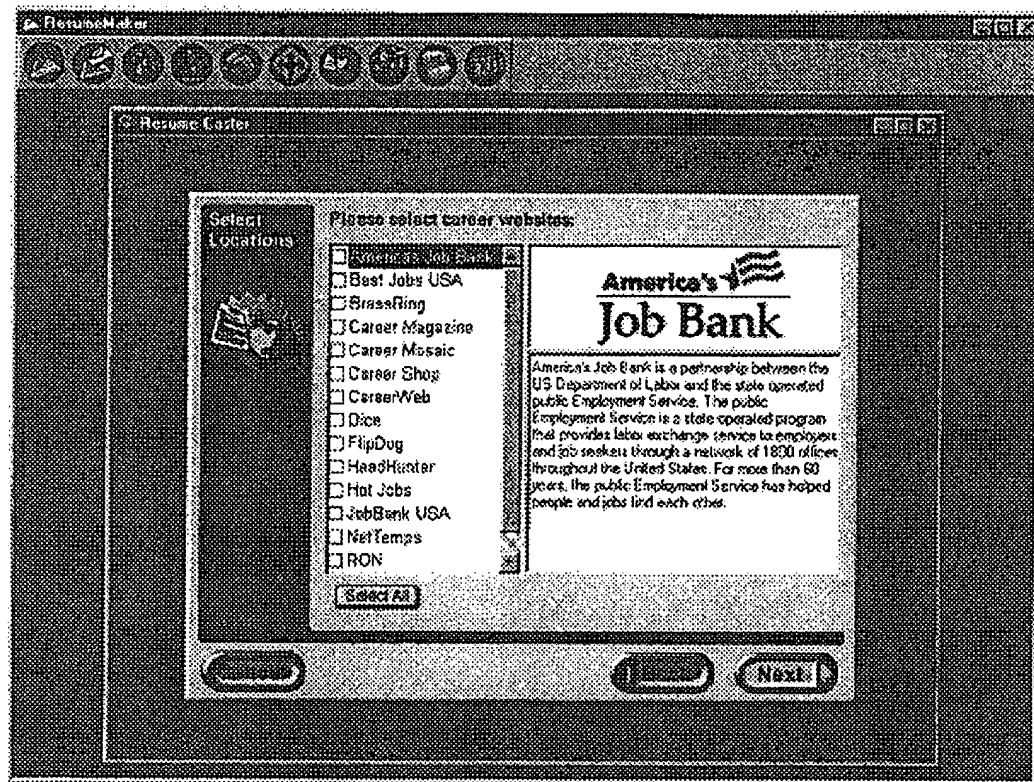 ResumeMaker
Resume Caster
Select
Locations
Please select career websites:
America's Job Bank
Best Jobs USA
BrassRing
Career Magazine
Career Mosaic
Career Shop
CareerWeb
Dice
FlipDog
HeadHunter
Hot Jobs
JobBank USA
NetTemps
RON
Select All
America's
Job Bank
America's Job Bank is a partnership between the
US Department of Labor and the state operated
public Employment Service. The public
Employment Service is a state operated program
that provides labor exchange service to employers
and job seekers through a network of 1800 offices
throughout the United States. For more than 60
years, the public Employment Service has helped
people and jobs find each other.
Next